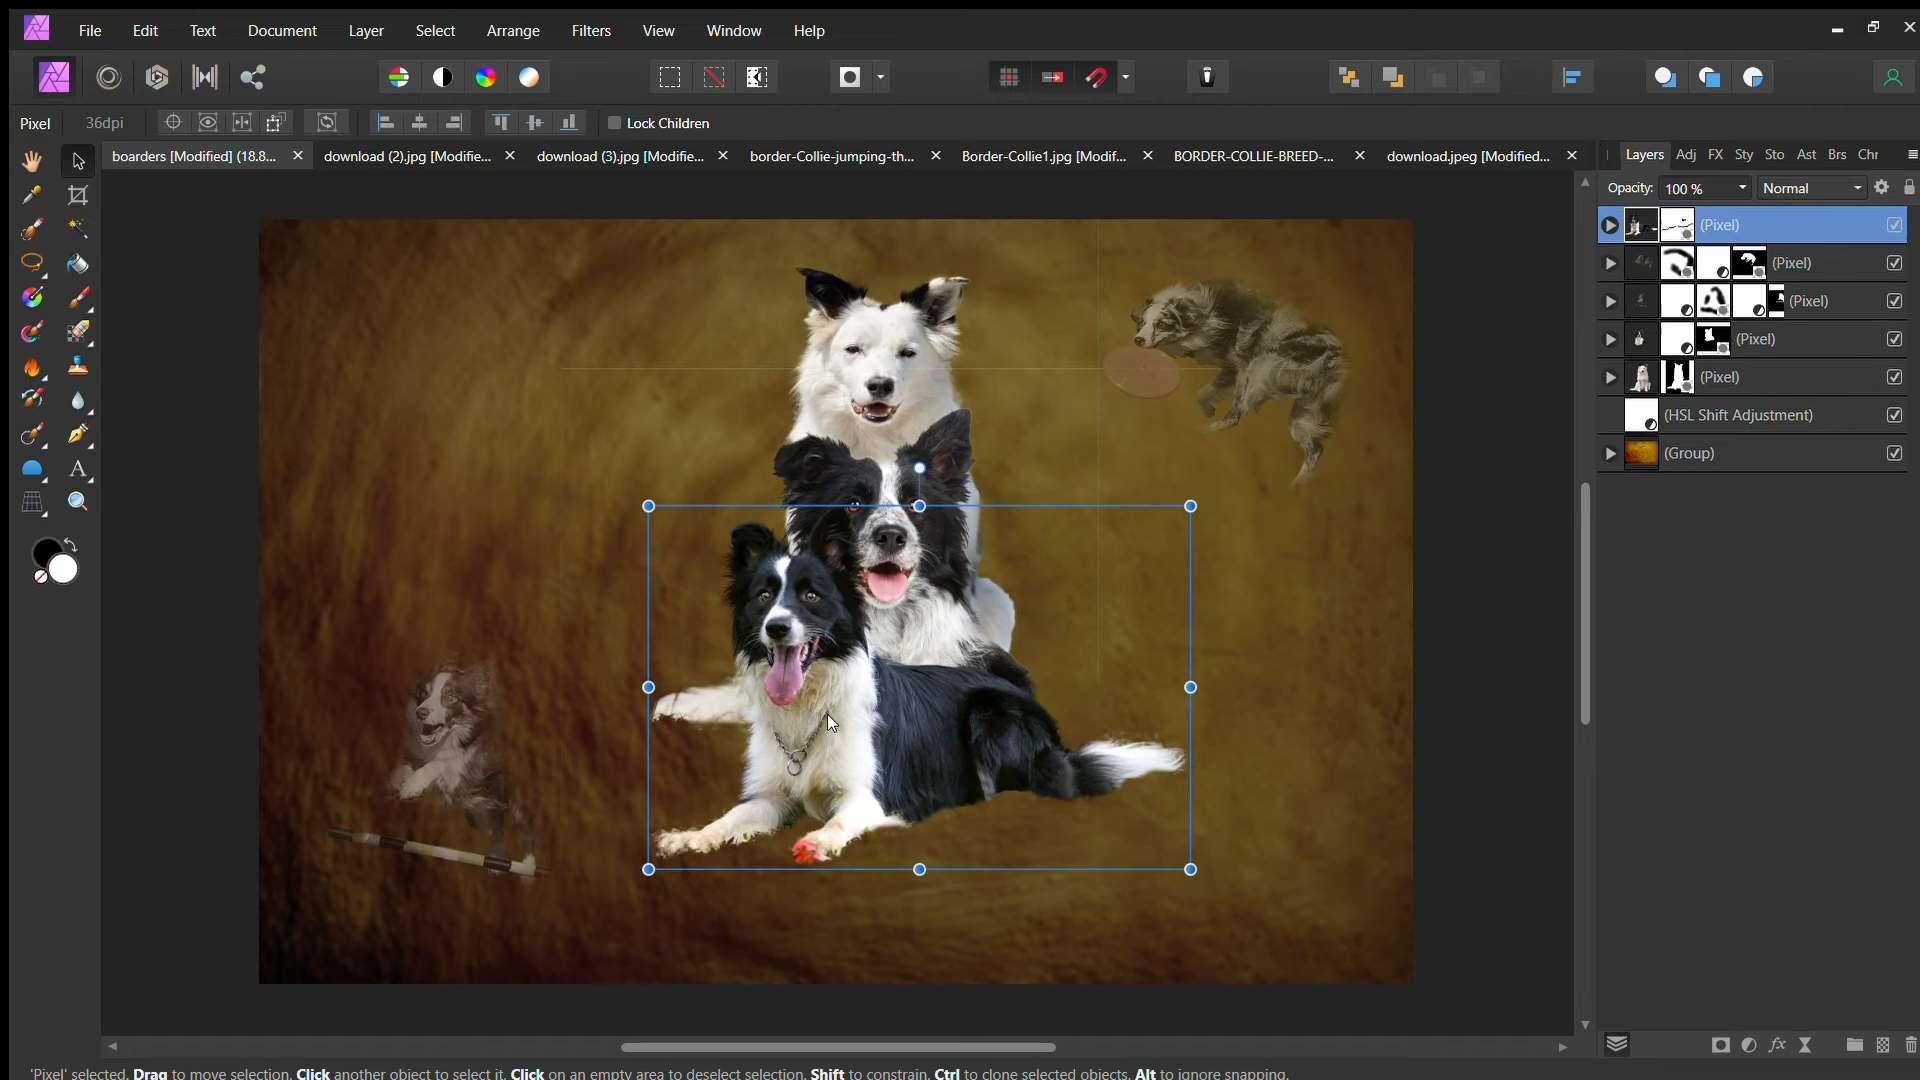 File Edit Text Document Layer Select Arrange Filters View Window Help
Pixel 36dpi Lock Children
boarders [Modified] (18.8... download (2).jpg [Modifie... download (3).jpg [Modifie... border-Collie-jumping-th... Border-Collie1.jpg [Modif... BORDER-COLLIE-BREED-... download.jpeg [Modified... Layers Adj FX Sty Sto Ast Brs Chr
Opacity: 100 % Normal
(Pixel)
(Pixel)
(Pixel)
(Pixel)
(Pixel)
(HSL Shift Adjustment)
(Group)
A
fx
'Pixel' selected. Drag to move selection. Click another object to select it. Click on an empty area to deselect selection. Shift to constrain. Ctrl to clone selected objects. Alt to ignore snapping.